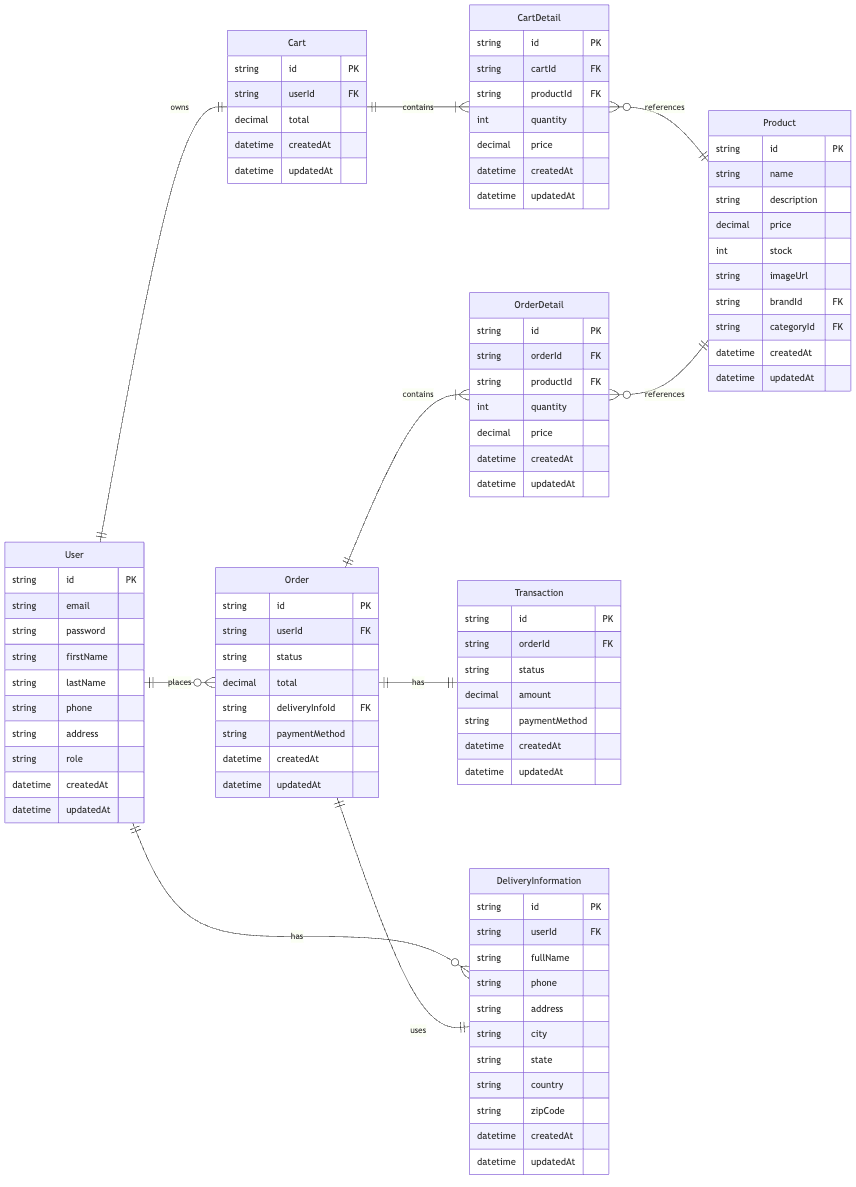 CartDetail
string id PK
string cartId FK
string productId FK
int quantity
decimal price
datetime createdAt
datetime updatedAt
Cart
string id PK
string userId FK
decimal total
datetime createdAt
datetime updatedAt
owns
contains
references
Product
string id PK
string name
string description
decimal price
int stock
string imageUrl
string brandId FK
string categoryId FK
datetime createdAt
datetime updatedAt
OrderDetail
string id PK
string orderId FK
string productId FK
int quantity
decimal price
datetime createdAt
datetime updatedAt
contains
references
User
string id PK
string email
string password
string firstName
string lastName
string phone
string address
string role
datetime createdAt
datetime updatedAt
places
Order
string id PK
string userId FK
string status
decimal total
string deliveryInfoId FK
string paymentMethod
datetime createdAt
datetime updatedAt
has
Transaction
string id PK
string orderId FK
string status
decimal amount
string paymentMethod
datetime createdAt
datetime updatedAt
has
uses
DeliveryInformation
string id PK
string userId FK
string fullName
string phone
string address
string city
string state
string country
string zipCode
datetime createdAt
datetime updatedAt